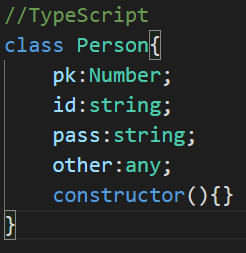 //TypeScript
class Person{
    pk:Number;
    id:string;
    pass:string;
    other:any;
    constructor(){}
}